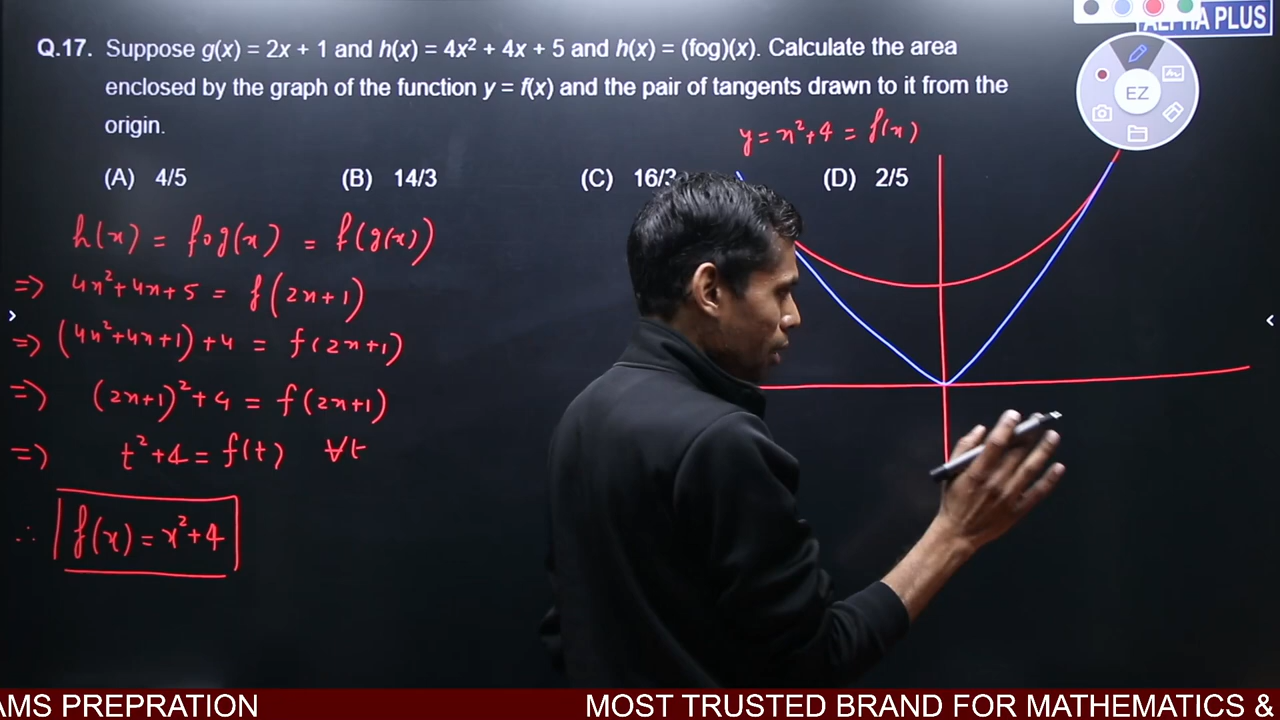 ALPHA PLUS
Q.17. Suppose g(x) = 2x + 1 and h(x) = 4x² + 4x + 5 and h(x) = (fog)(x). Calculate the area
enclosed by the graph of the function y = f(x) and the pair of tangents drawn to it from the
origin.
EZ
y = x²+4 = f(x)
(A) 4/5 (B) 14/3 (C) 16/3 (D) 2/5
h(x) = fog(x) = f(g(x))
=> 4x²+4x+5 = f(2x+1)
=> (4x²+4x+1)+4 = f(2x+1)
=> (2x+1)²+4 = f(2x+1)
=> t²+4 = f(t) ∀t
∴ f(x) = x²+4
AMS PREPRATION MOST TRUSTED BRAND FOR MATHEMATICS &